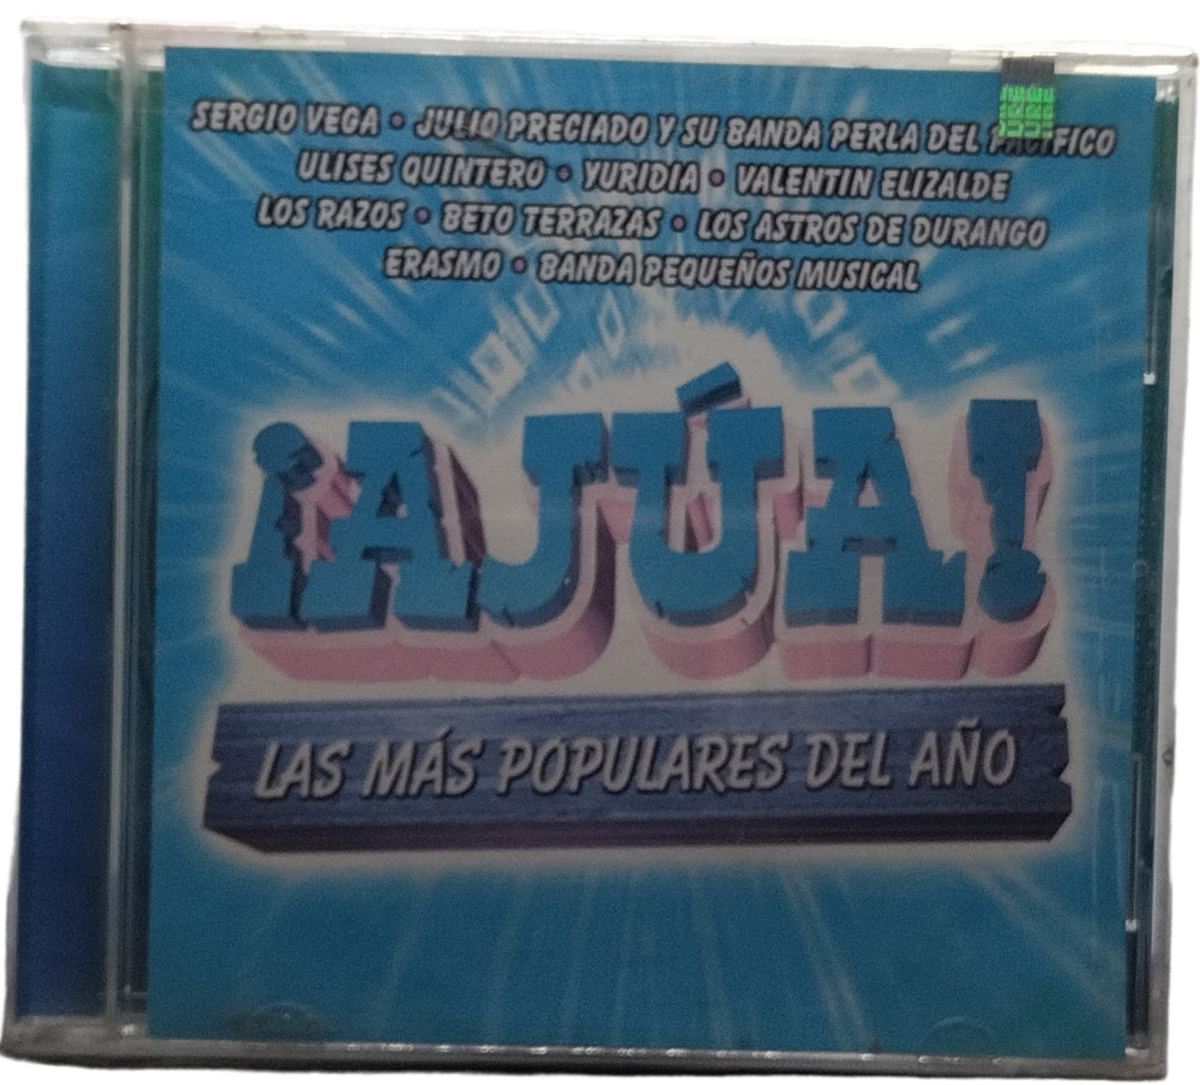 SERGIO VEGA • JULIO PRECIADO Y SU BANDA PERLA DEL PACIFICO
ULISES QUINTERO • YURIDIA • VALENTIN ELIZALDE
LOS RAZOS • BETO TERRAZAS • LOS ASTROS DE DURANGO
ERASMO • BANDA PEQUEÑOS MUSICAL
¡AJÚA!
LAS MÁS POPULARES DEL AÑO